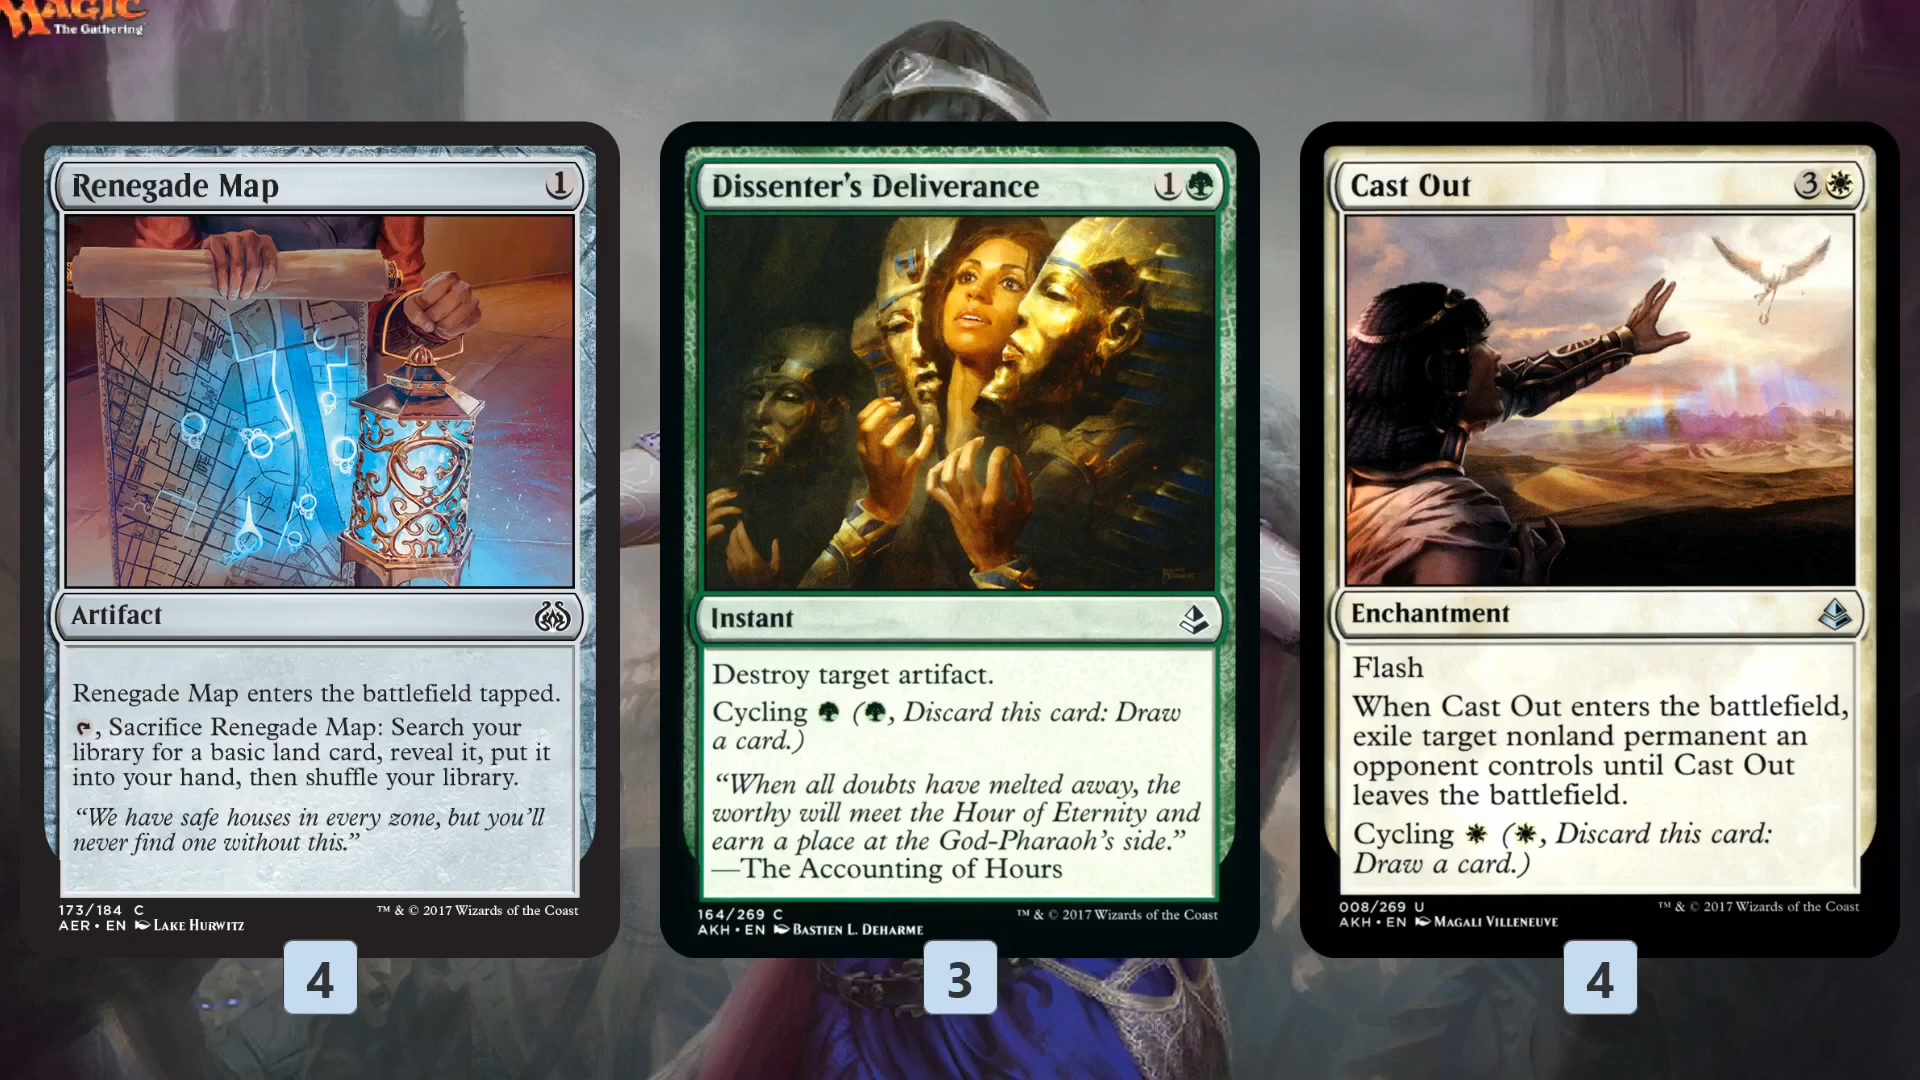 MAGIC
The Gathering
Renegade Map 1
Artifact
Renegade Map enters the battlefield tapped.
, Sacrifice Renegade Map: Search your
library for a basic land card, reveal it, put it
into your hand, then shuffle your library.
“We have safe houses in every zone, but you’ll
never find one without this.”
173/184 C
AER • EN LAKE HURWITZ
™ & © 2017 Wizards of the Coast
4
Dissenter’s Deliverance 1
Instant
Destroy target artifact.
Cycling (, Discard this card: Draw
a card.)
“When all doubts have melted away, the
worthy will meet the Hour of Eternity and
earn a place at the God-Pharaoh’s side.”
—The Accounting of Hours
164/269 C
AKH • EN BASTIEN L. DEHARME
™ & © 2017 Wizards of the Coast
3
Cast Out 3
Enchantment
Flash
When Cast Out enters the battlefield,
exile target nonland permanent an
opponent controls until Cast Out
leaves the battlefield.
Cycling (, Discard this card:
Draw a card.)
008/269 U
AKH • EN MAGALI VILLENEUVE
™ & © 2017 Wizards of the Coast
4